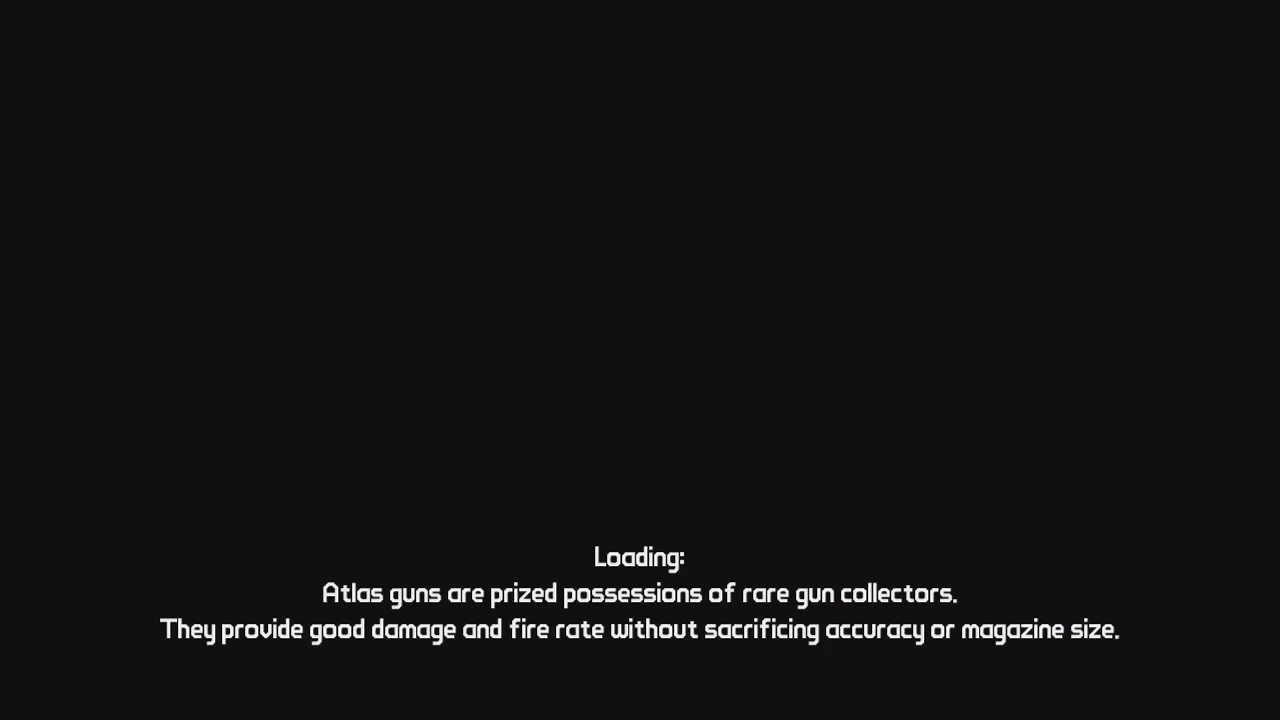 Loading:
Atlas guns are prized possessions of rare gun collectors.
They provide good damage and fire rate without sacrificing accuracy or magazine size.